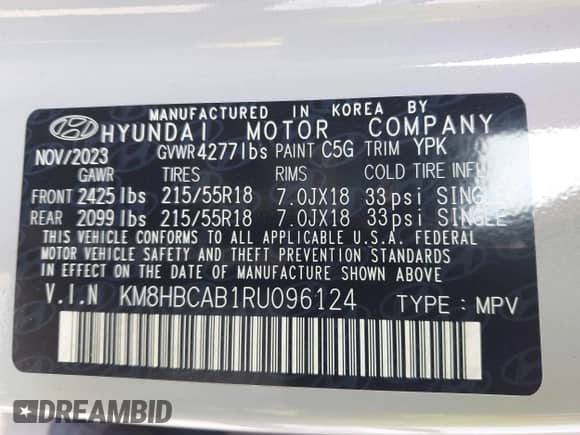 MANUFACTURED IN KOREA BY
HYUNDAI MOTOR COMPANY
NOV/2023 GVWR 4277lbs PAINT C5G TRIM YPK
GAWR TIRES RIMS COLD TIRE INFL
FRONT 2425lbs 215/55R18 7.0JX18 33psi SINGLE
REAR 2099lbs 215/55R18 7.0JX18 33psi SINGLE
THIS VEHICLE CONFORMS TO ALL APPLICABLE U.S.A. FEDERAL
MOTOR VEHICLE SAFETY AND THEFT PREVENTION
STANDARDS IN EFFECT ON THE DATE OF MANUFACTURE
SHOWN ABOVE.
V.I.N KM8HBCAB1RU096124 TYPE: MPV
DREAMBID